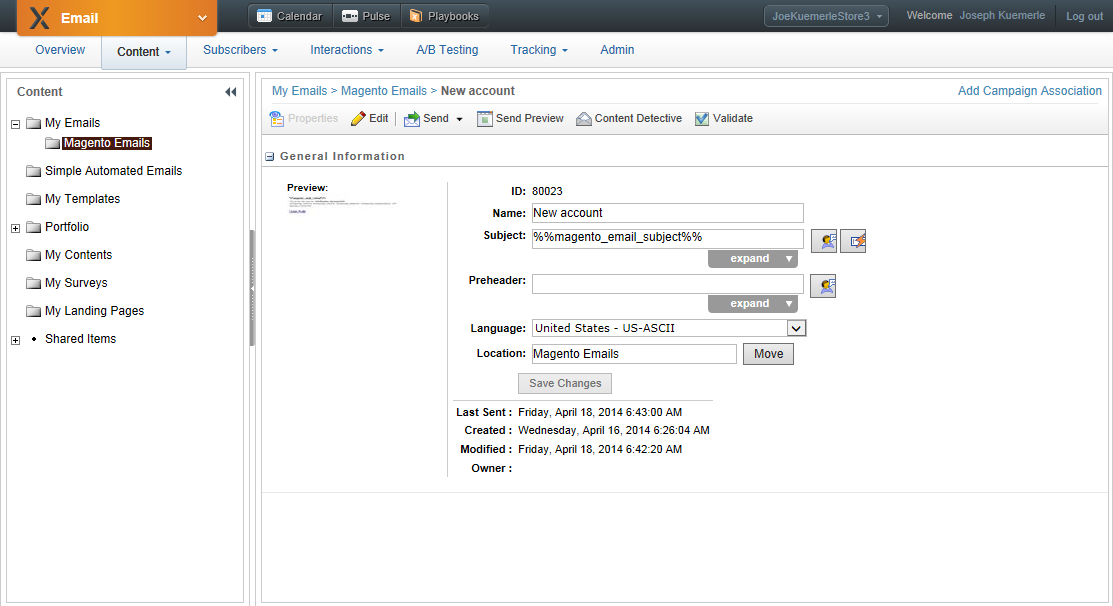 X Email
Calendar
Pulse
Playbooks
JoeKuemerleStore3
Welcome Joseph Kuemerle
Log out
Overview
Content
Subscribers
Interactions
A/B Testing
Tracking
Admin
Content
My Emails
Magento Emails
Simple Automated Emails
My Templates
Portfolio
My Contents
My Surveys
My Landing Pages
Shared Items
My Emails > Magento Emails > New account
Add Campaign Association
Properties
Edit
Send
Send Preview
Content Detective
Validate
General Information
Preview:
ID: 80023
Name: New account
Subject: %%magento_email_subject%%
expand
Preheader:
expand
Language: United States - US-ASCII
Location: Magento Emails
Move
Save Changes
Last Sent : Friday, April 18, 2014 6:43:00 AM
Created : Wednesday, April 16, 2014 6:26:04 AM
Modified : Friday, April 18, 2014 6:42:20 AM
Owner :